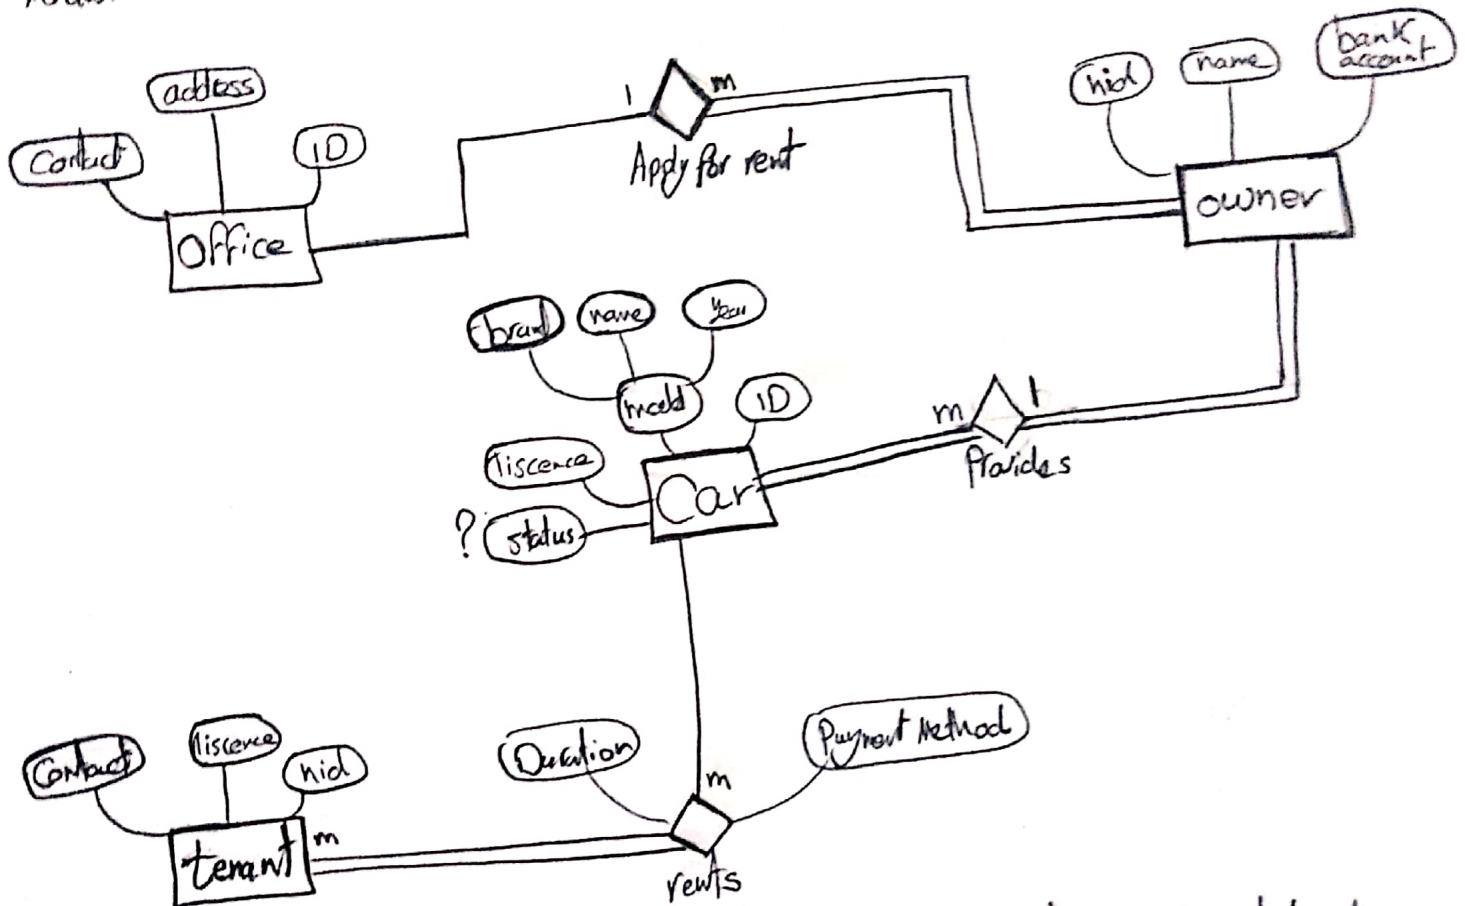 bank
account
name
nid
address
1
m
ID
Contact
Apply for rent
owner
Office
brand
name
year
model
ID
m
1
liscence
Provides
Car
?
status
Payment Method
liscence
Duration
Contact
nid
m
m
tenant
rents